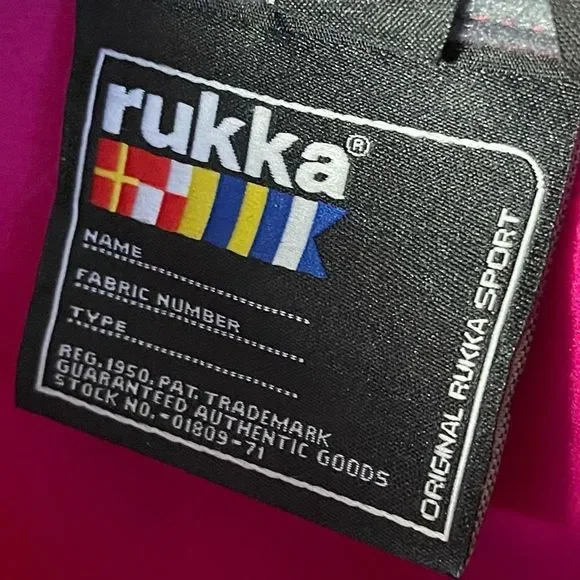 rukka®
NAME
FABRIC NUMBER
TYPE
REG. 1950. PAT. TRADEMARK
GUARANTEED AUTHENTIC GOODS
STOCK NO.-01809-71
ORIGINAL RUKKA SPORT